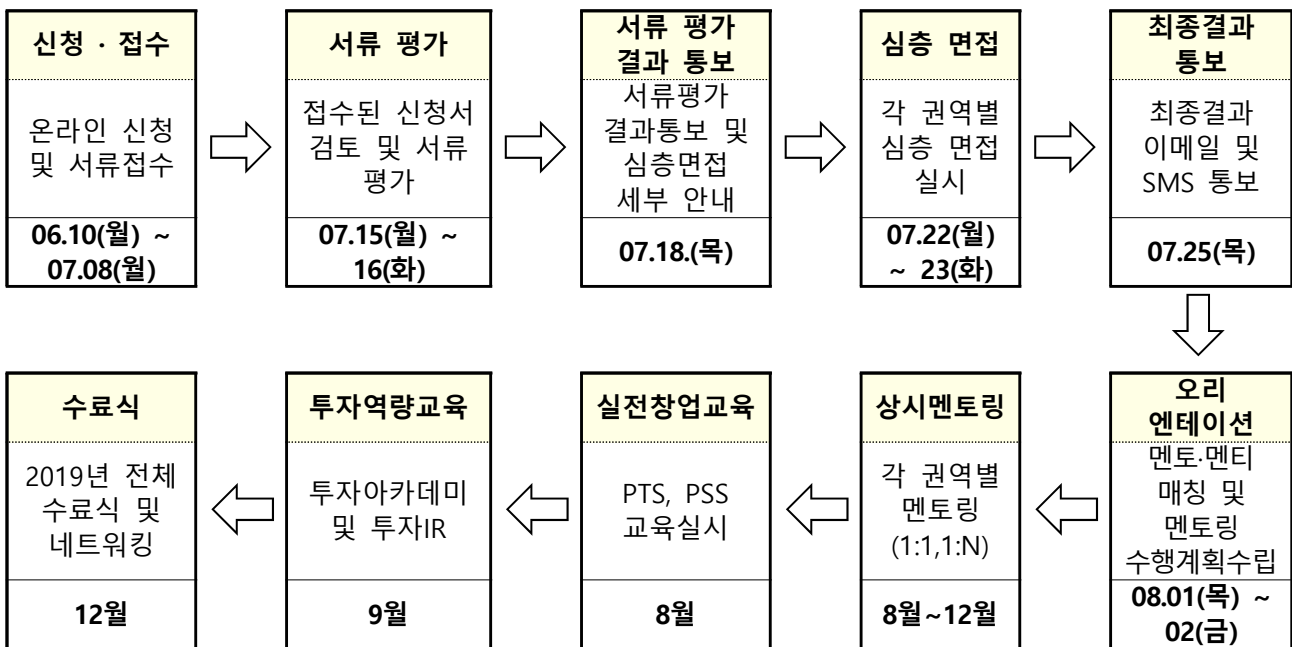 신청 · 접수
온라인 신청
및 서류접수
06.10(월) ~
07.08(월)
서류 평가
접수된 신청서
검토 및 서류
평가
07.15(월) ~
16(화)
서류 평가
결과 통보
서류평가
결과통보 및
심층면접
세부 안내
07.18.(목)
심층 면접
각 권역별
심층 면접
실시
07.22(월)
~ 23(화)
최종결과
통보
최종결과
이메일 및
SMS 통보
07.25(목)
오리
엔테이션
멘토·멘티
매칭 및
멘토링
수행계획수립
08.01(목) ~
02(금)
상시멘토링
각 권역별
멘토링
(1:1,1:N)
8월~12월
실전창업교육
PTS, PSS
교육실시
8월
투자역량교육
투자아카데미
및 투자IR
9월
수료식
2019년 전체
수료식 및
네트워킹
12월